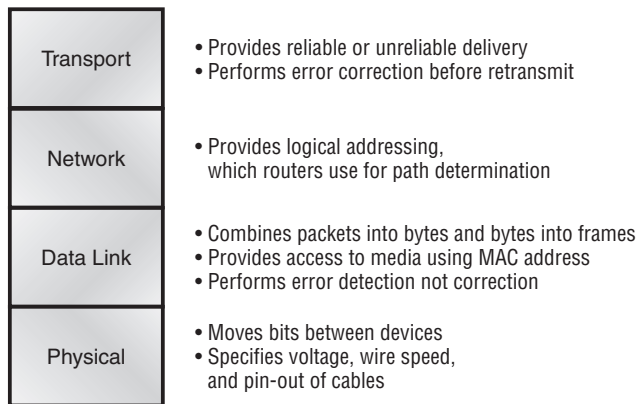 Transport
• Provides reliable or unreliable delivery
• Performs error correction before retransmit
Network
• Provides logical addressing,
which routers use for path determination
Data Link
• Combines packets into bytes and bytes into frames
• Provides access to media using MAC address
• Performs error detection not correction
Physical
• Moves bits between devices
• Specifies voltage, wire speed,
and pin-out of cables